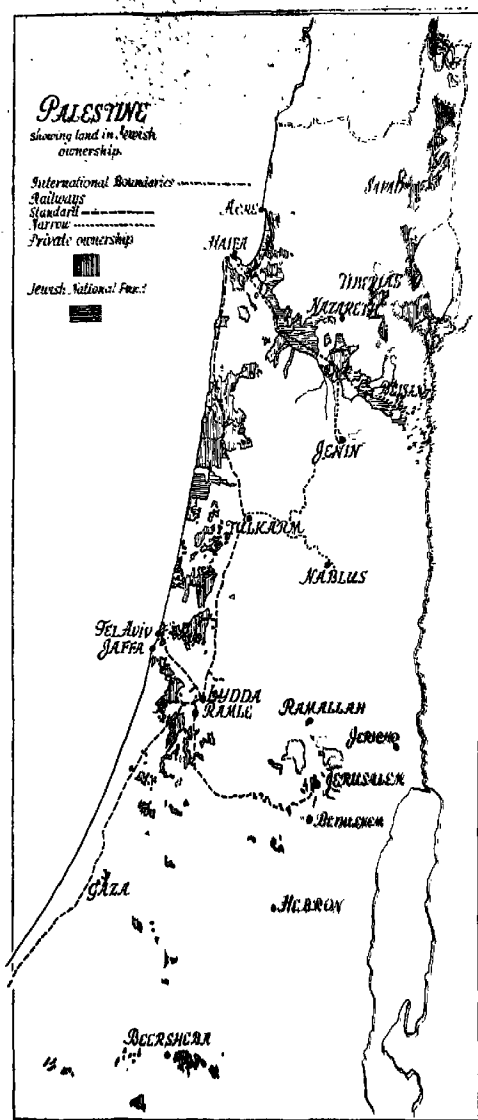 PALESTINE
showing land in Jewish
ownership.
International Boundaries
Railways
Standard
Narrow
Private ownership
Jewish National Fund
ACRE
HAIFA
SAFAD
TIBERIAS
NAZARETH
BEISAN
JENIN
TULKARM
NABLUS
TEL AVIV
JAFFA
LYDDA
RAMLE
RAMALLAH
JERICHO
JERUSALEM
BETHLEHEM
GAZA
HEBRON
BEERSHEBA